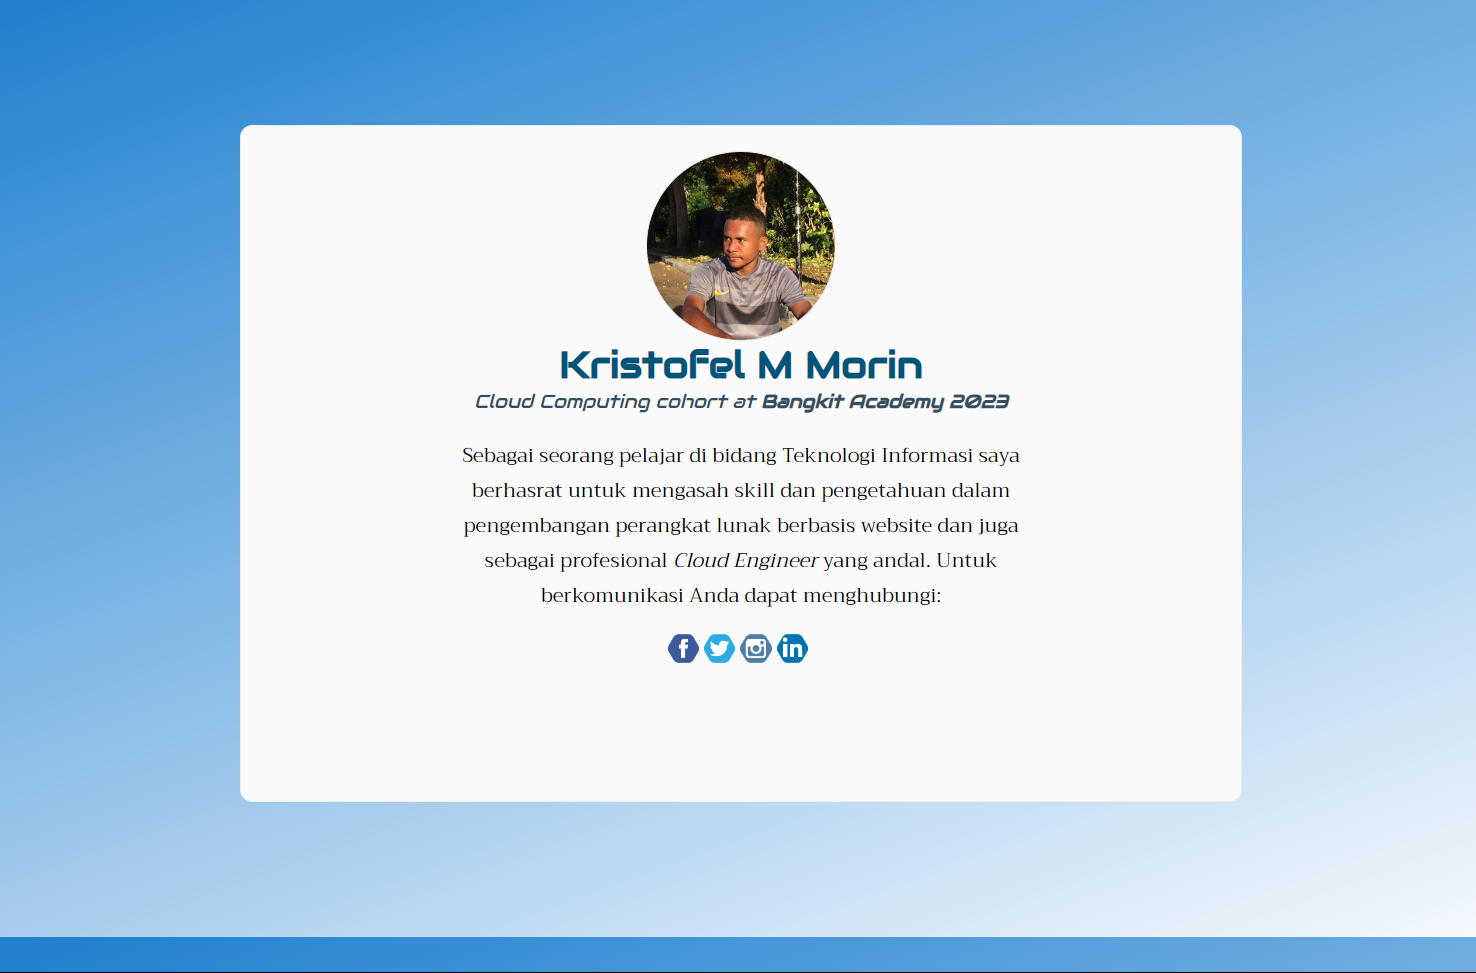 Kristofel M Morin
Cloud Computing cohort at Bangkit Academy 2023
Sebagai seorang pelajar di bidang Teknologi Informasi saya
berhasrat untuk mengasah skill dan pengetahuan dalam
pengembangan perangkat lunak berbasis website dan juga
sebagai profesional Cloud Engineer yang andal. Untuk
berkomunikasi Anda dapat menghubungi: